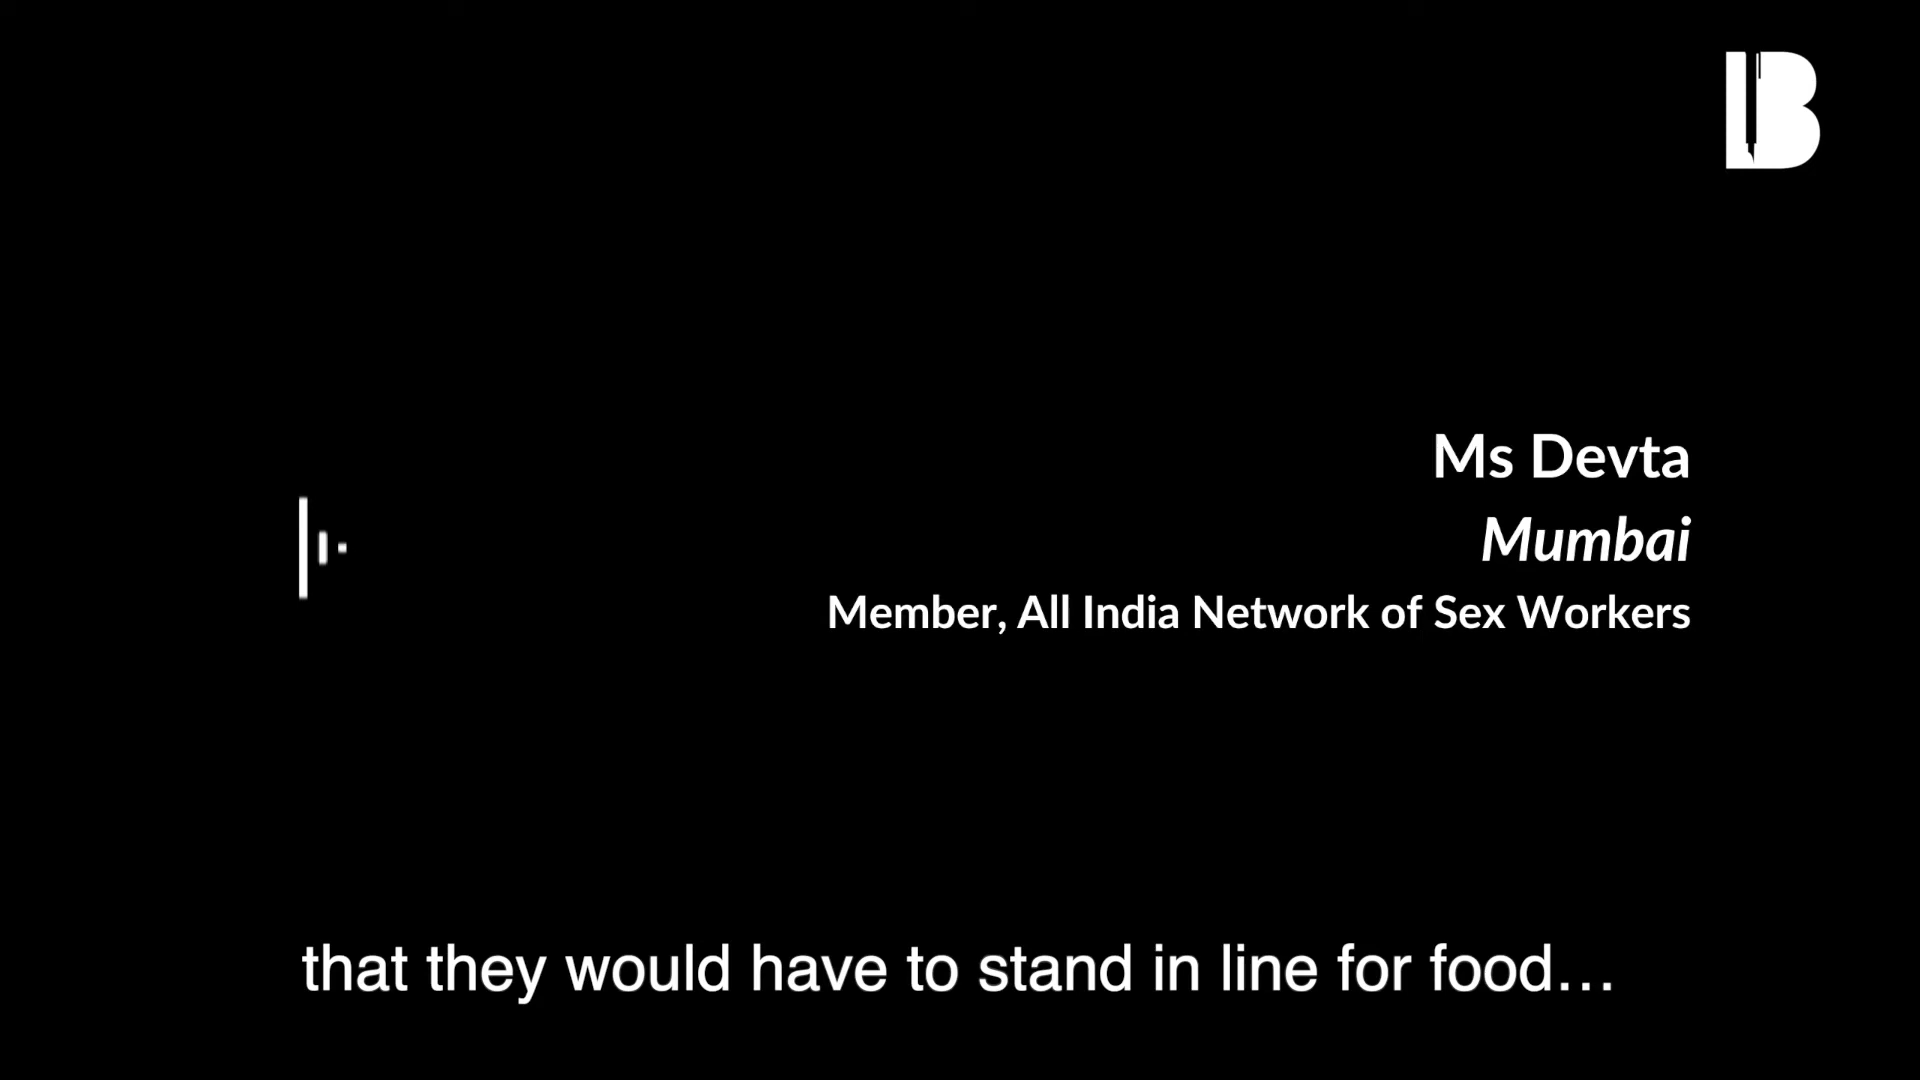 B
Ms Devta
Mumbai
Member, All India Network of Sex Workers
that they would have to stand in line for food…